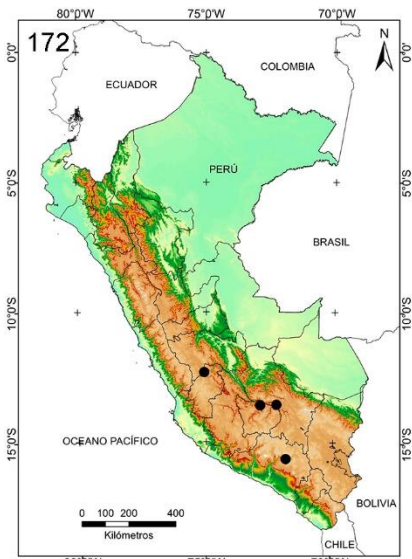 80°0'W 75°0'W 70°0'W
172
N
0°0' 0°0'
COLOMBIA
ECUADOR
PERÚ
5°0'S 5°0'S
BRASIL
10°0'S 10°0'S
15°0'S 15°0'S
OCEANO PACÍFICO
BOLIVIA
0 100 200 400
Kilómetros
CHILE